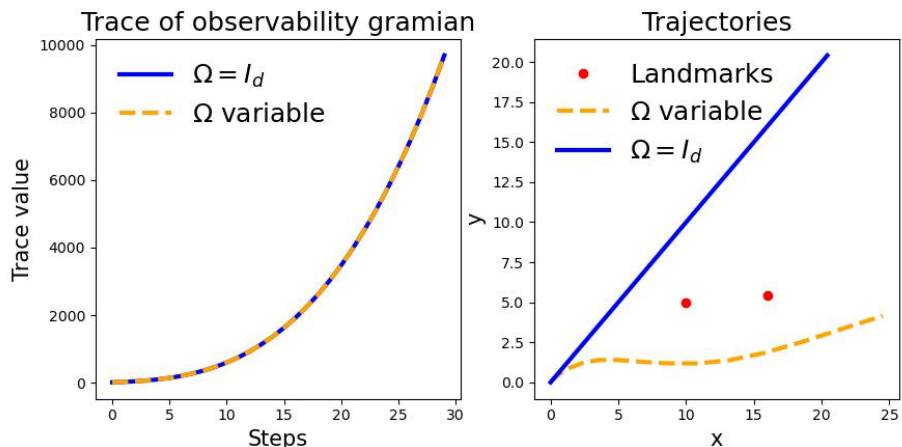 Trace of observability gramian
10000
8000
6000
4000
2000
0
Trace value
Ω = I_d
Ω variable
0 5 10 15 20 25 30
Steps
Trajectories
20.0
17.5
15.0
12.5
10.0
7.5
5.0
2.5
0.0
y
Landmarks
Ω variable
Ω = I_d
0 5 10 15 20 25
x